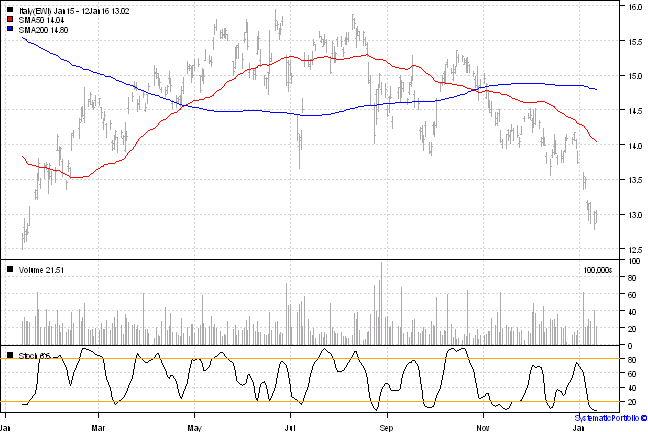 Italy(EWI) Jan15 - 12Jan16 13.02
SMA50 14.04
SMA200 14.80
16.0
15.5
15.0
14.5
14.0
13.5
13.0
12.5
Volume 21.51
100,000s
100
80
60
40
20
0
80
60
40
20
Jan
Mar
May
Jul
Sep
Nov
Jan
SystematicPortfolio ©